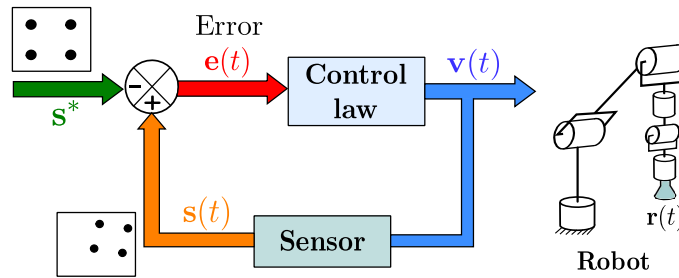 Error
e(t)
v(t)
Control
law
s*
-
+
s(t)
Sensor
r(t)
Robot